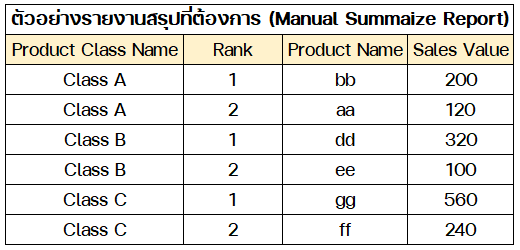 ตัวอย่างรายงานสรุปที่ต้องการ (Manual Summaize Report)
Product Class Name Rank Product Name Sales Value
Class A 1 bb 200
Class A 2 aa 120
Class B 1 dd 320
Class B 2 ee 100
Class C 1 gg 560
Class C 2 ff 240